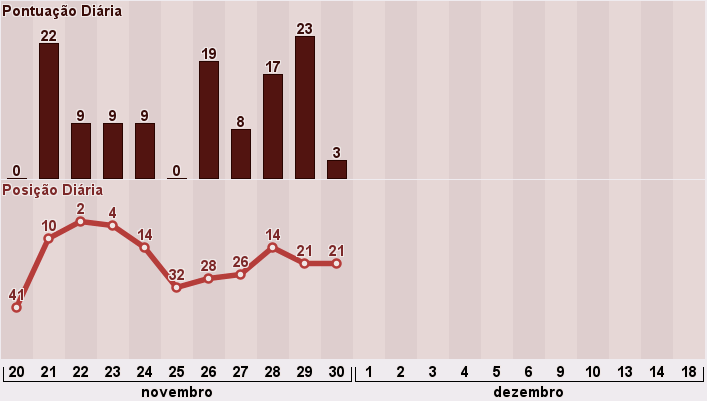 Pontuação Diária
0 22 9 9 9 0 19 8 17 23 3
Posição Diária
41 10 2 4 14 32 28 26 14 21 21
20 21 22 23 24 25 26 27 28 29 30 1 2 3 4 5 6 9 10 13 14 18
novembro dezembro